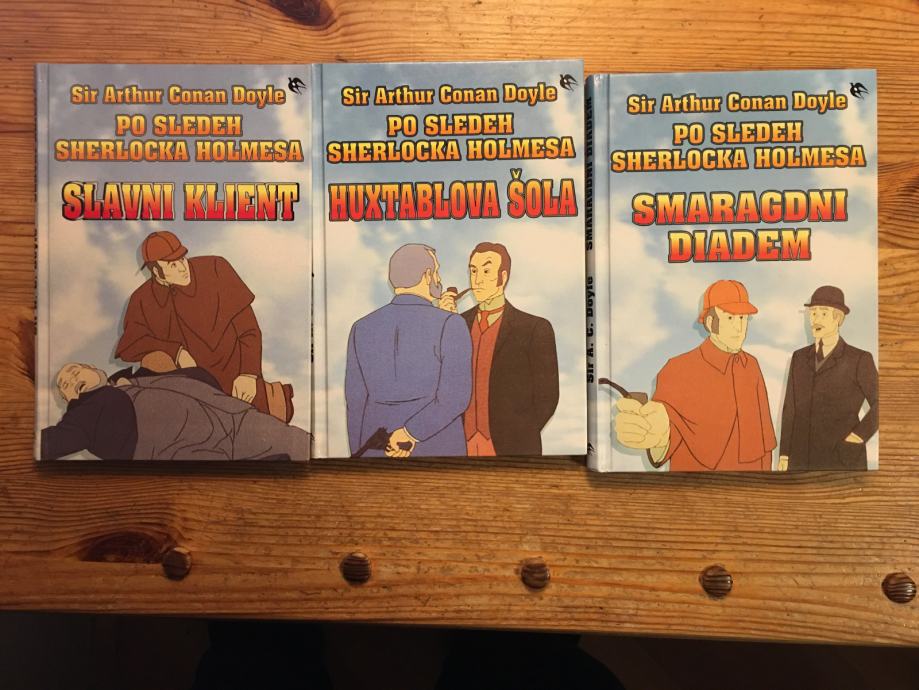 Sir Arthur Conan Doyle
PO SLEDEH
SHERLOCKA HOLMESA
SLAVNI KLIENT
Sir Arthur Conan Doyle
PO SLEDEH
SHERLOCKA HOLMESA
HUXTABLOVA ŠOLA
Sir A. C. Doyle SMARAGDNI DIADEM
Sir Arthur Conan Doyle
PO SLEDEH
SHERLOCKA HOLMESA
SMARAGDNI
DIADEM